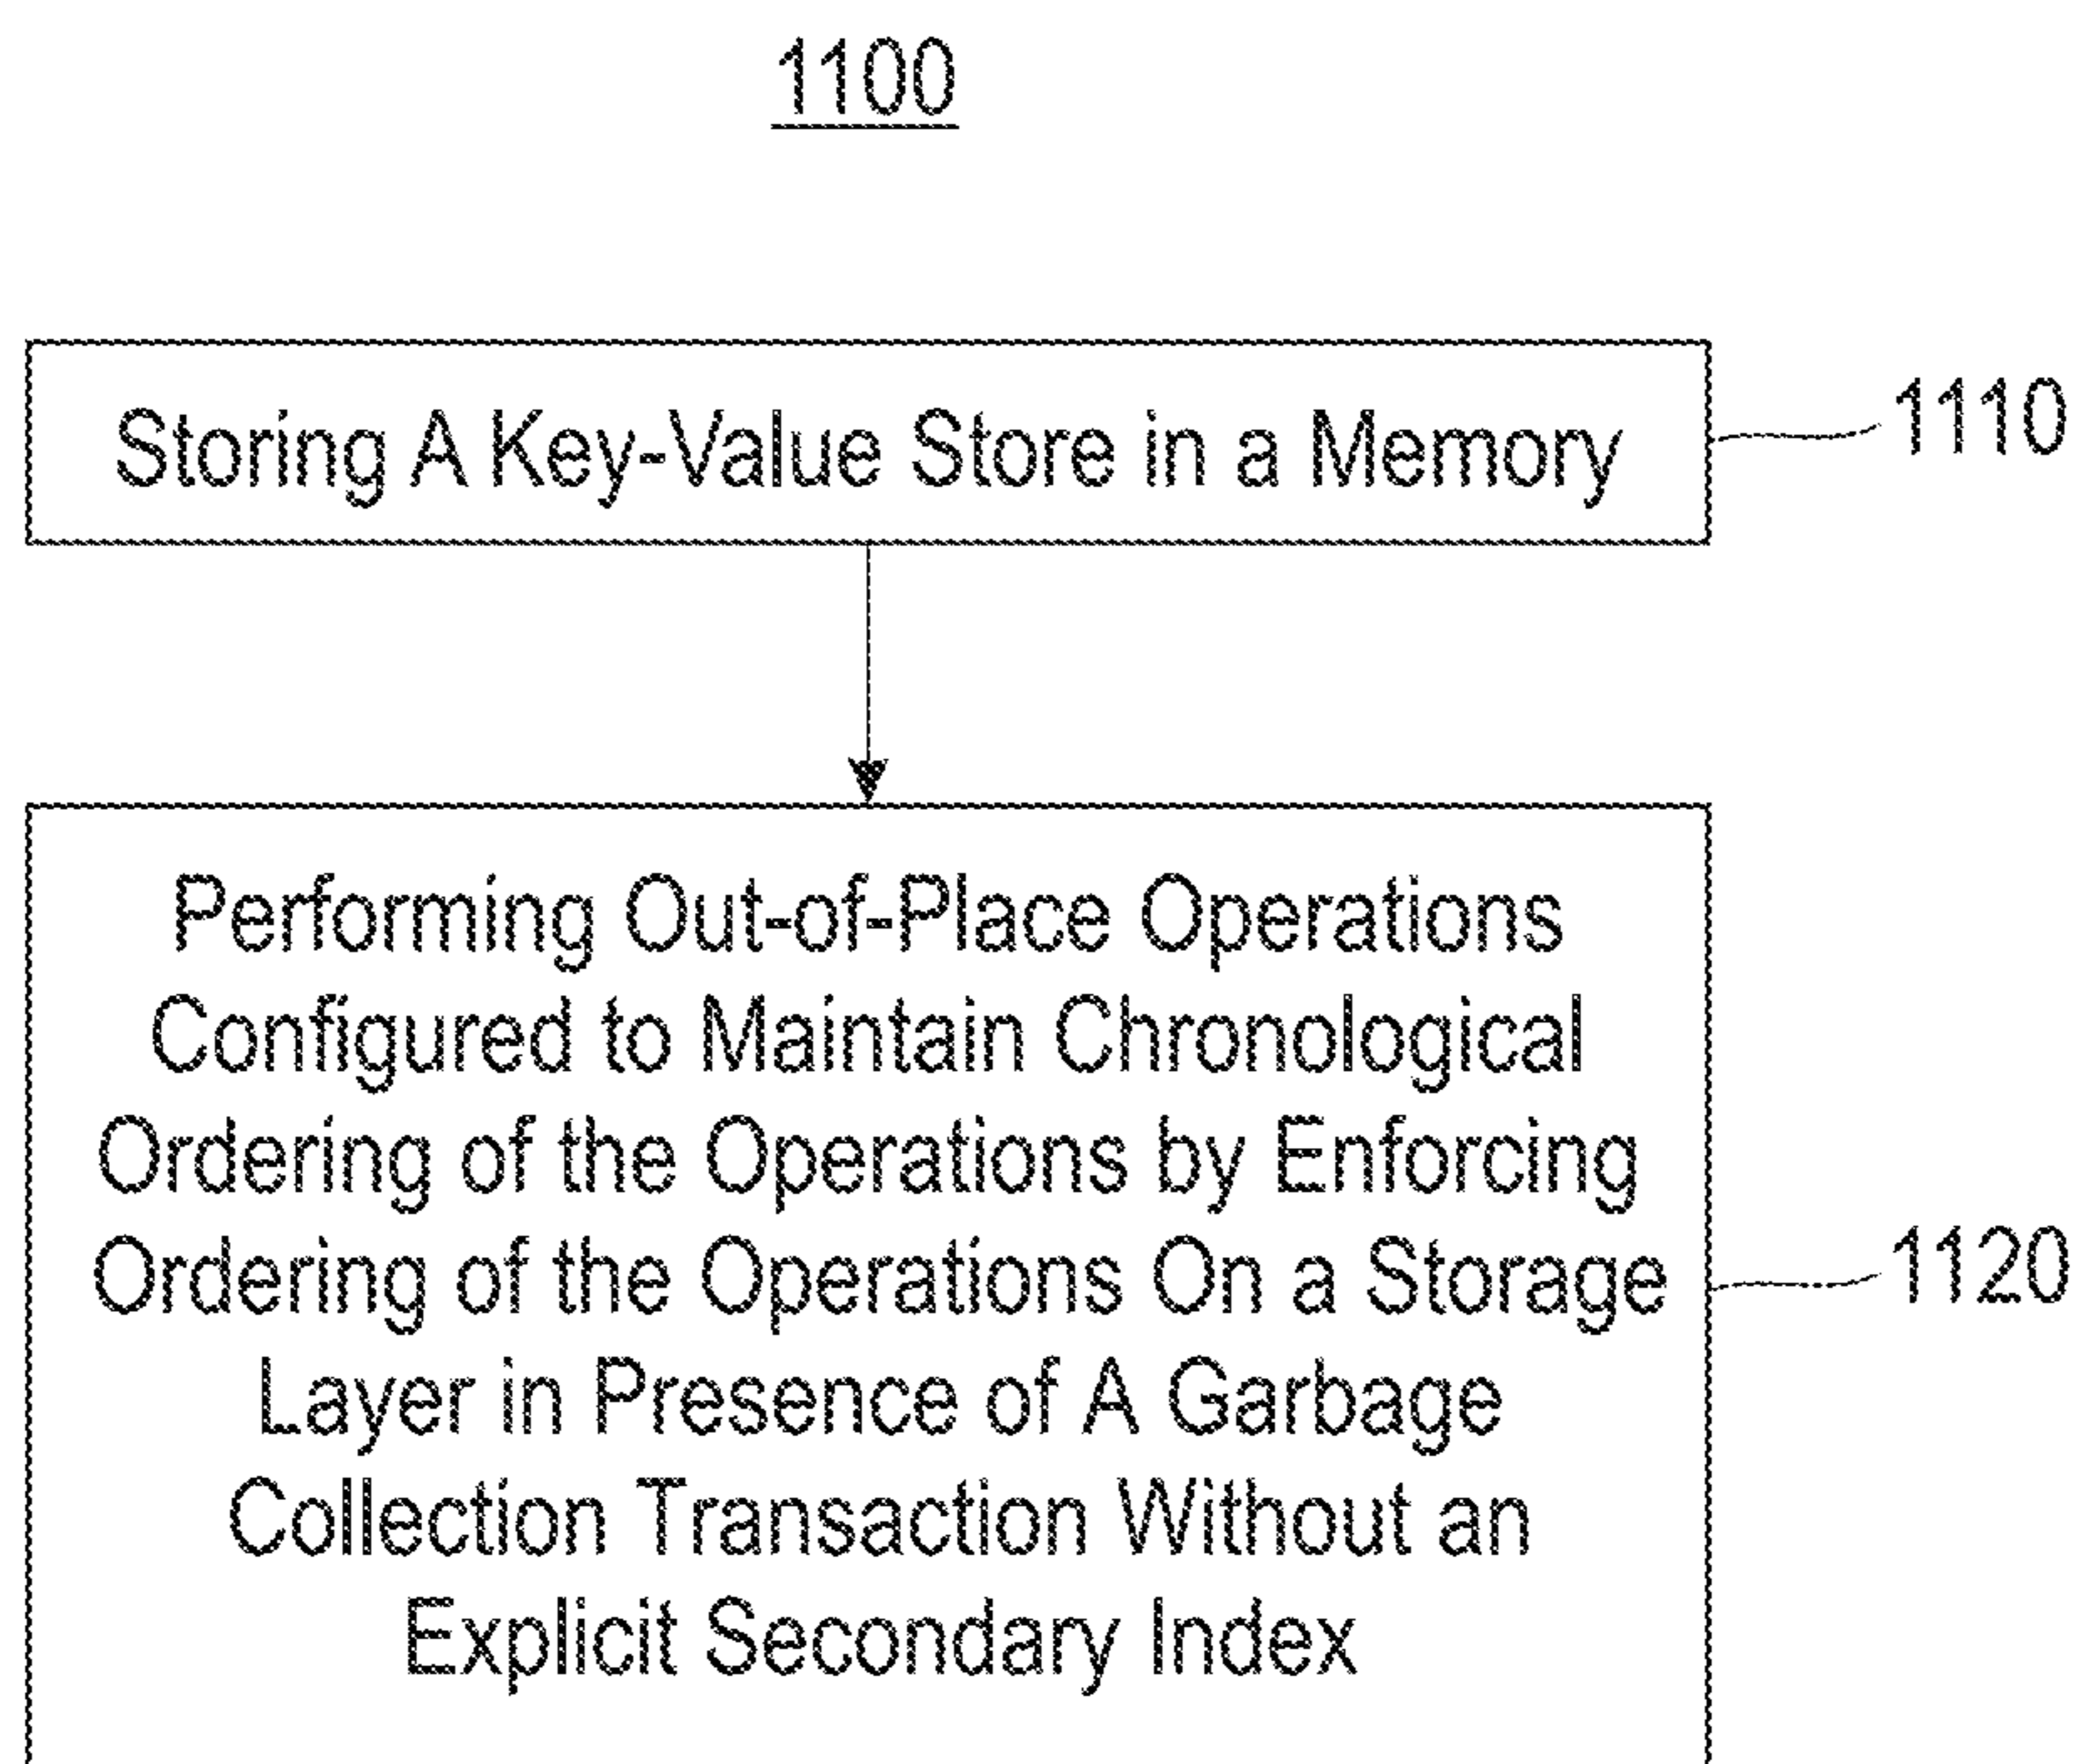 1100
Storing A Key-Value Store in a Memory
1110
Performing Out-of-Place Operations
Configured to Maintain Chronological
Ordering of the Operations by Enforcing
Ordering of the Operations On a Storage
1120
Layer in Presence of A Garbage
Collection Transaction Without an
Explicit Secondary Index